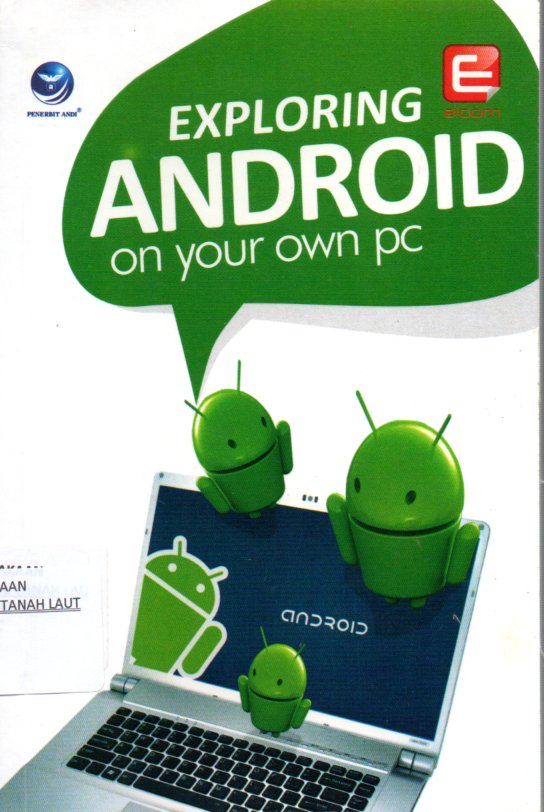 PENERBIT ANDI®
elcom
EXPLORING
ANDROID
on your own pc
ANDROID
AAN
TANAH LAUT